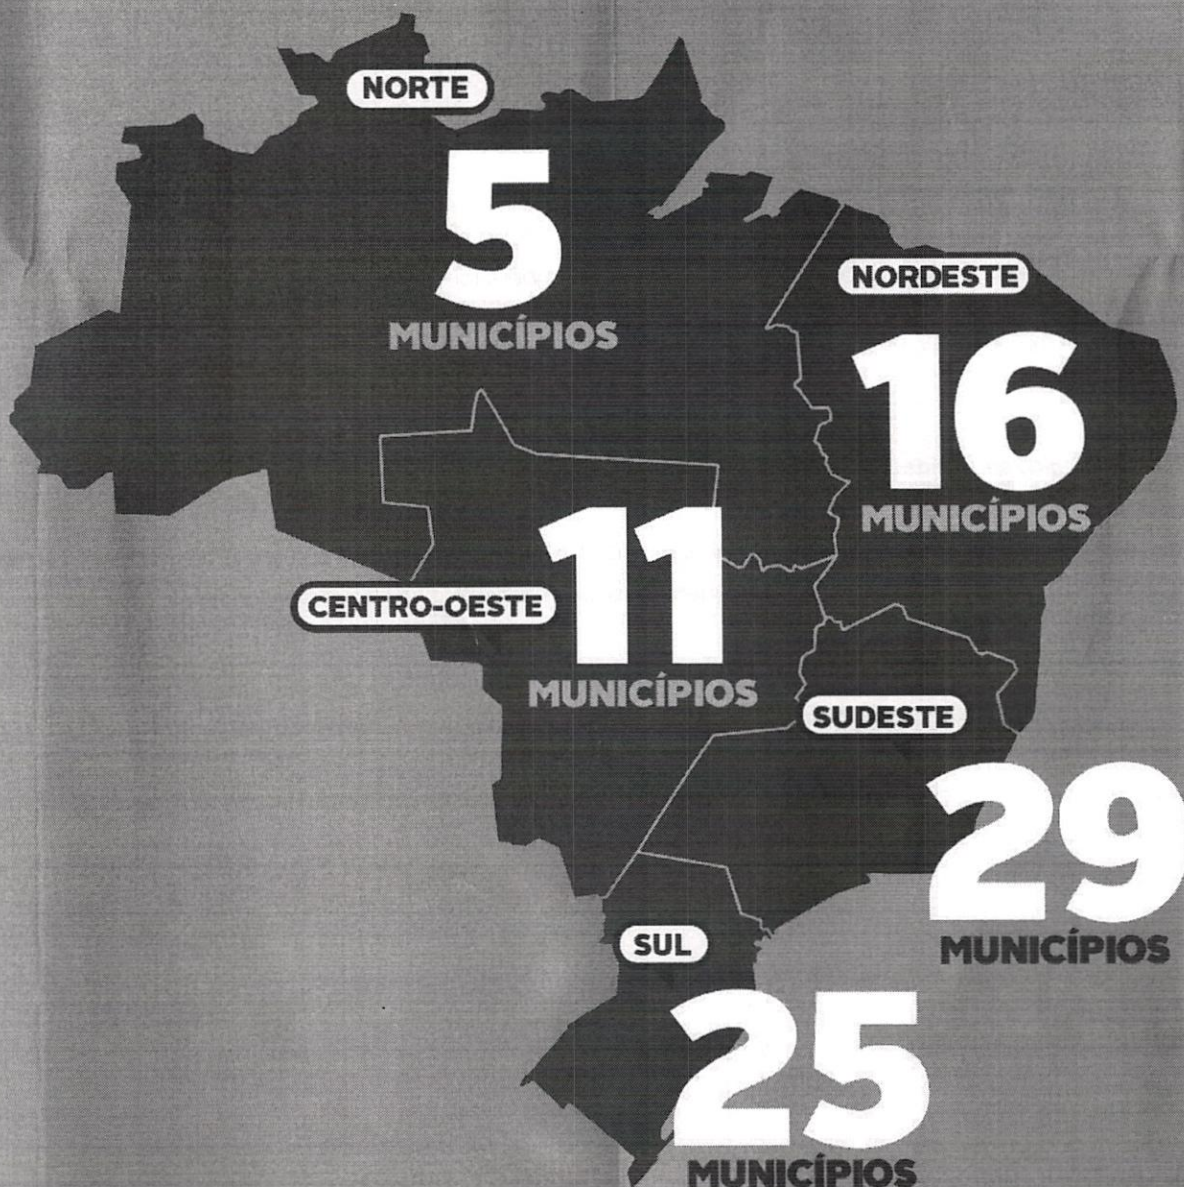 NORTE
5
MUNICÍPIOS
NORDESTE
16
MUNICÍPIOS
CENTRO-OESTE
11
MUNICÍPIOS
SUDESTE
29
MUNICÍPIOS
SUL
25
MUNICÍPIOS